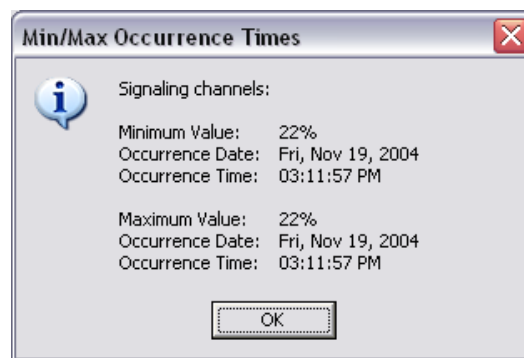 Min/Max Occurrence Times
Signaling channels:
Minimum Value: 22%
Occurrence Date: Fri, Nov 19, 2004
Occurrence Time: 03:11:57 PM
Maximum Value: 22%
Occurrence Date: Fri, Nov 19, 2004
Occurrence Time: 03:11:57 PM
OK